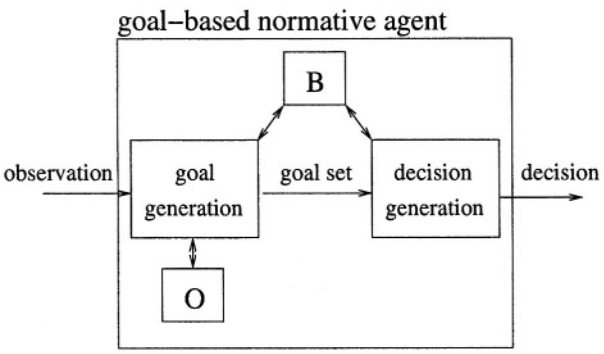 goal-based normative agent
B
observation
goal
generation
goal set
decision
generation
decision
O